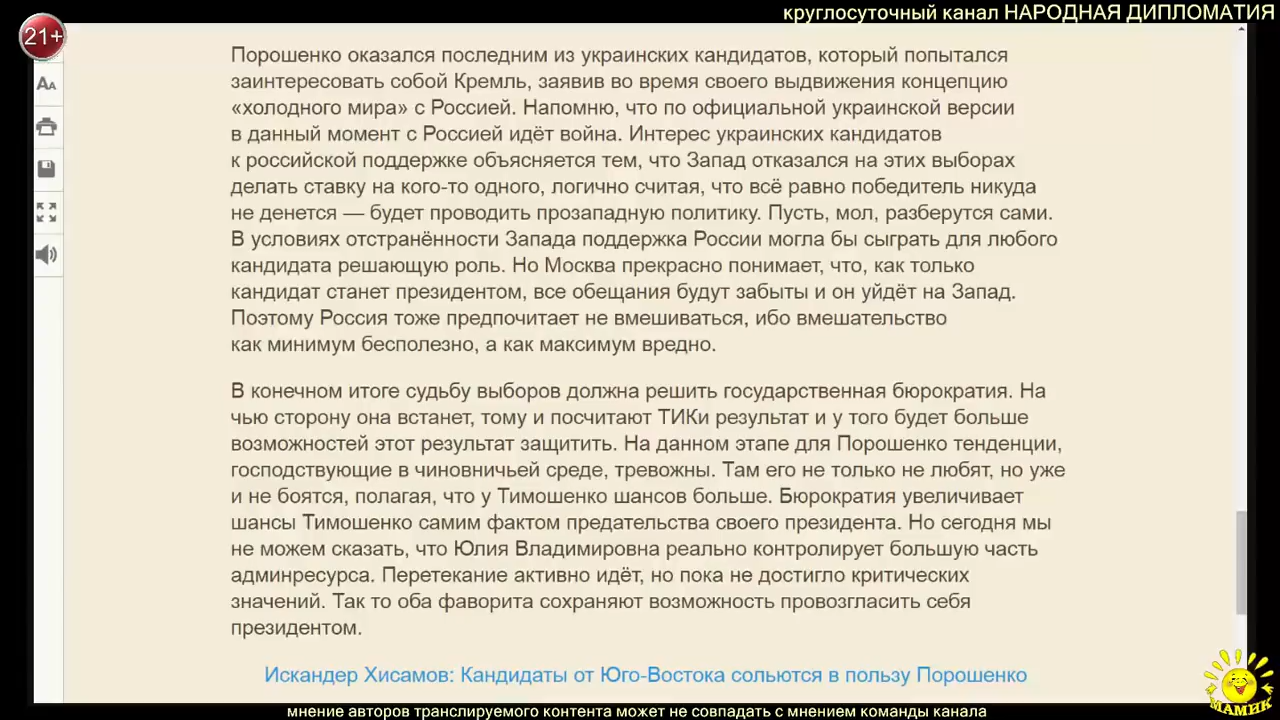 круглосуточный канал НАРОДНАЯ ДИПЛОМАТИЯ
21+
AA
Порошенко оказался последним из украинских кандидатов, который попытался
заинтересовать собой Кремль, заявив во время своего выдвижения концепцию
«холодного мира» с Россией. Напомню, что по официальной украинской версии
в данный момент с Россией идёт война. Интерес украинских кандидатов
к российской поддержке объясняется тем, что Запад отказался на этих выборах
делать ставку на кого-то одного, логично считая, что всё равно победитель никуда
не денется — будет проводить прозападную политику. Пусть, мол, разберутся сами.
В условиях отстранённости Запада поддержка России могла бы сыграть для любого
кандидата решающую роль. Но Москва прекрасно понимает, что, как только
кандидат станет президентом, все обещания будут забыты и он уйдёт на Запад.
Поэтому Россия тоже предпочитает не вмешиваться, ибо вмешательство
как минимум бесполезно, а как максимум вредно.
В конечном итоге судьбу выборов должна решить государственная бюрократия. На
чью сторону она встанет, тому и посчитают ТИКи результат и у того будет больше
возможностей этот результат защитить. На данном этапе для Порошенко тенденции,
господствующие в чиновничьей среде, тревожны. Там его не только не любят, но уже
и не боятся, полагая, что у Тимошенко шансов больше. Бюрократия увеличивает
шансы Тимошенко самим фактом предательства своего президента. Но сегодня мы
не можем сказать, что Юлия Владимировна реально контролирует большую часть
админресурса. Перетекание активно идёт, но пока не достигло критических
значений. Так то оба фаворита сохраняют возможность провозгласить себя
президентом.
Искандер Хисамов: Кандидаты от Юго-Востока сольются в пользу Порошенко
МАМИК
мнение авторов транслируемого контента может не совпадать с мнением команды канала